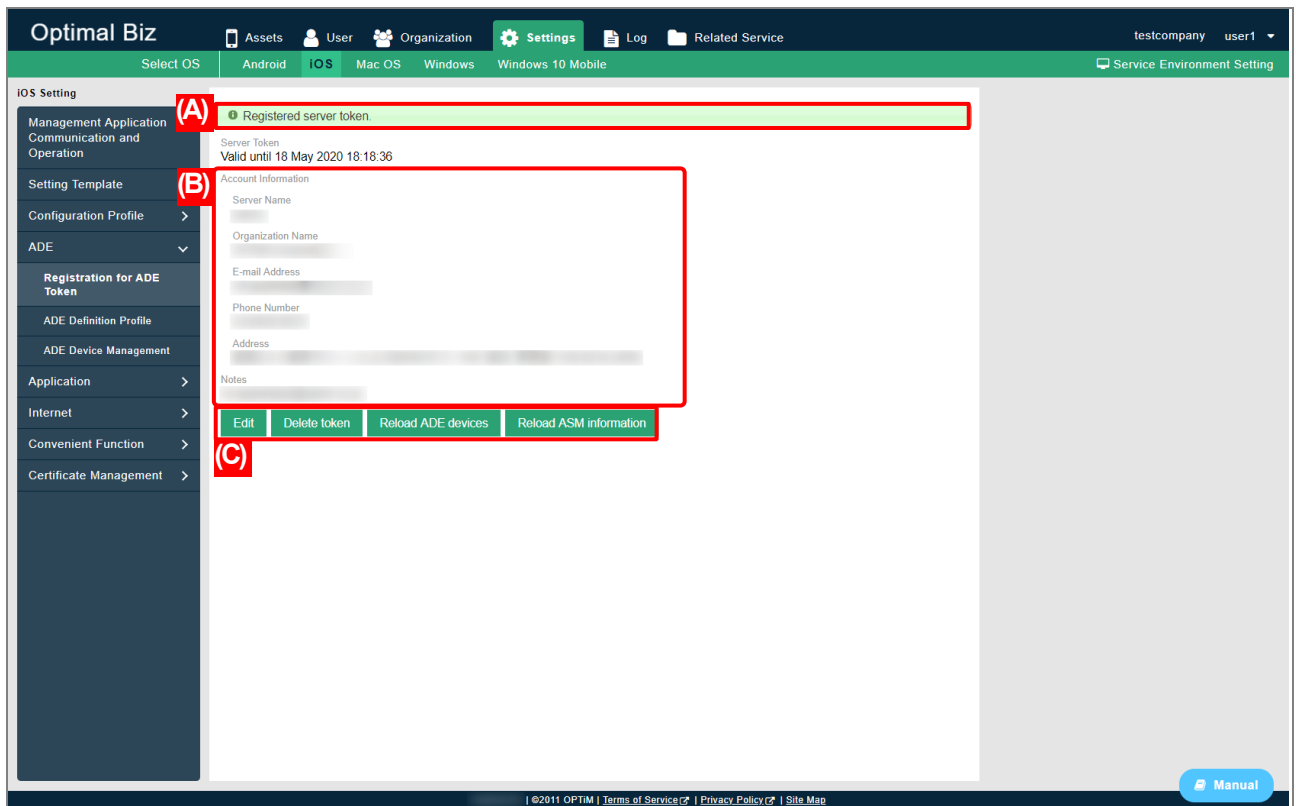 Optimal Biz
Assets User Organization Settings Log Related Service
testcompany user1
Select OS Android iOS Mac OS Windows Windows 10 Mobile
Service Environment Setting
iOS Setting
Management Application
Communication and
Operation
Setting Template
Configuration Profile
ADE
Registration for ADE
Token
ADE Definition Profile
ADE Device Management
Application
Internet
Convenient Function
Certificate Management
(A)
Registered server token.
Server Token
Valid until 18 May 2020 18:18:36
(B)
Account Information
Server Name
Organization Name
E-mail Address
Phone Number
Address
Notes
Edit Delete token Reload ADE devices Reload ASM information
(C)
Manual
| ©2011 OPTiM | Terms of Service | Privacy Policy | Site Map